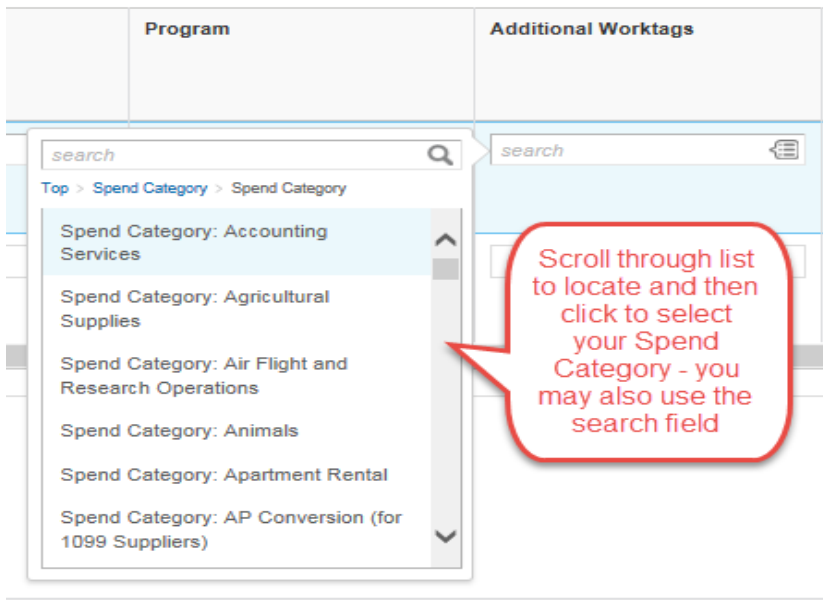 Program
Additional Worktags
search
search
Top > Spend Category > Spend Category
Spend Category: Accounting
Services
Spend Category: Agricultural
Supplies
Spend Category: Air Flight and
Research Operations
Spend Category: Animals
Spend Category: Apartment Rental
Spend Category: AP Conversion (for
1099 Suppliers)
Scroll through list
to locate and then
click to select
your Spend
Category - you
may also use the
search field